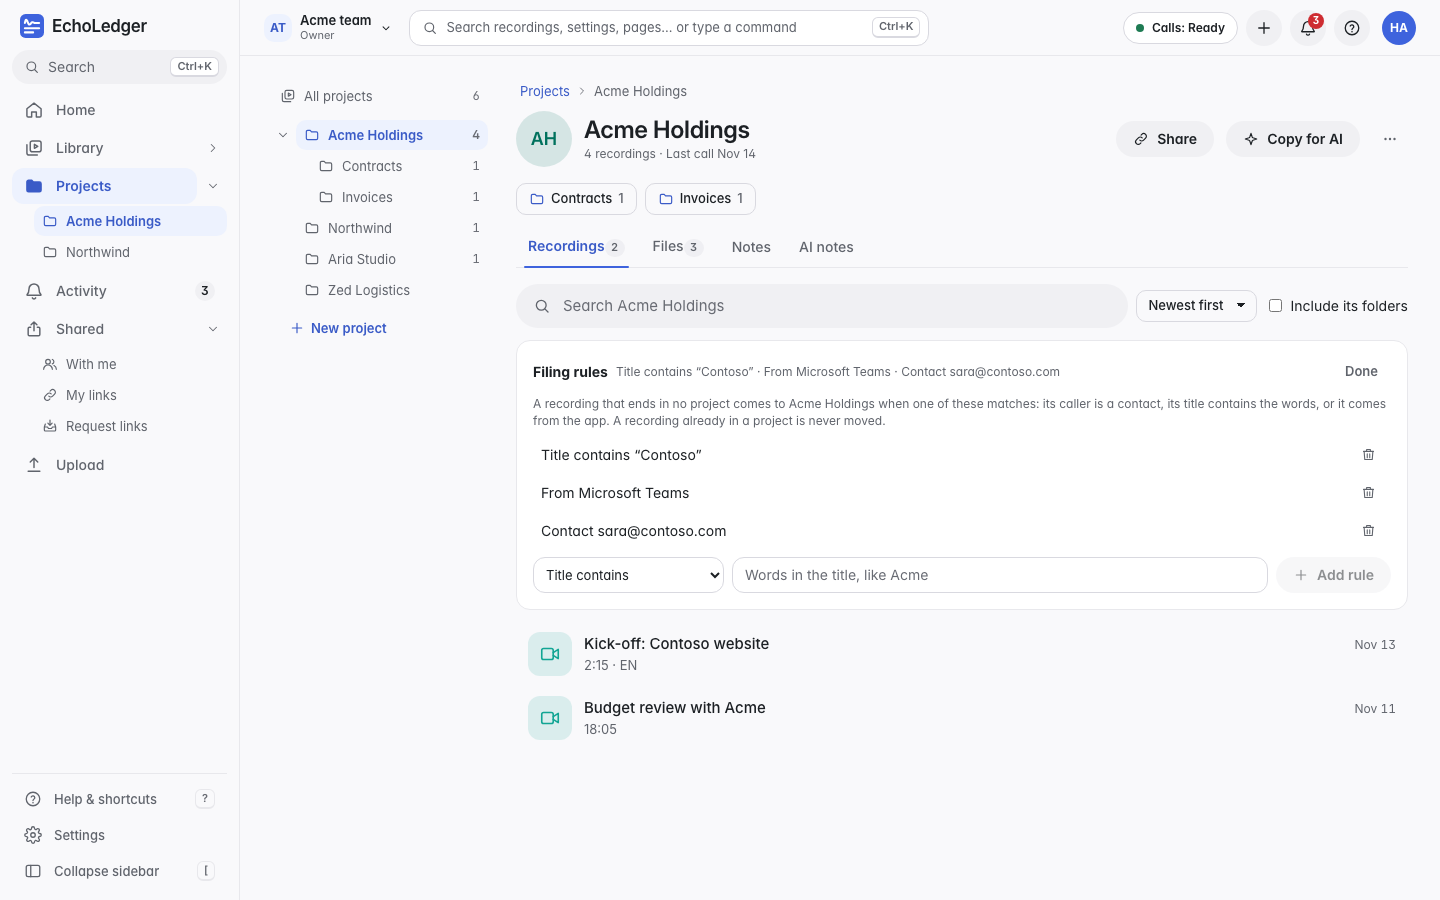 EchoLedger
Search Ctrl+K
Home
Library
Projects
Acme Holdings
Northwind
Activity 3
Shared
With me
My links
Request links
Upload
Help & shortcuts ?
Settings
Collapse sidebar [
AT Acme team
Owner
Search recordings, settings, pages... or type a command Ctrl+K
Calls: Ready
3
HA
All projects 6
Acme Holdings 4
Contracts 1
Invoices 1
Northwind 1
Aria Studio 1
Zed Logistics
+ New project
Projects > Acme Holdings
AH
Acme Holdings
4 recordings · Last call Nov 14
Share
Copy for AI
Contracts 1
Invoices 1
Recordings 2
Files 3
Notes
AI notes
Search Acme Holdings
Newest first
Include its folders
Filing rules Title contains “Contoso” · From Microsoft Teams · Contact sara@contoso.com
Done
A recording that ends in no project comes to Acme Holdings when one of these matches: its caller is a contact, its title contains the words, or it comes
from the app. A recording already in a project is never moved.
Title contains “Contoso”
From Microsoft Teams
Contact sara@contoso.com
Title contains
Words in the title, like Acme
+ Add rule
Kick-off: Contoso website Nov 13
2:15 · EN
Budget review with Acme Nov 11
18:05